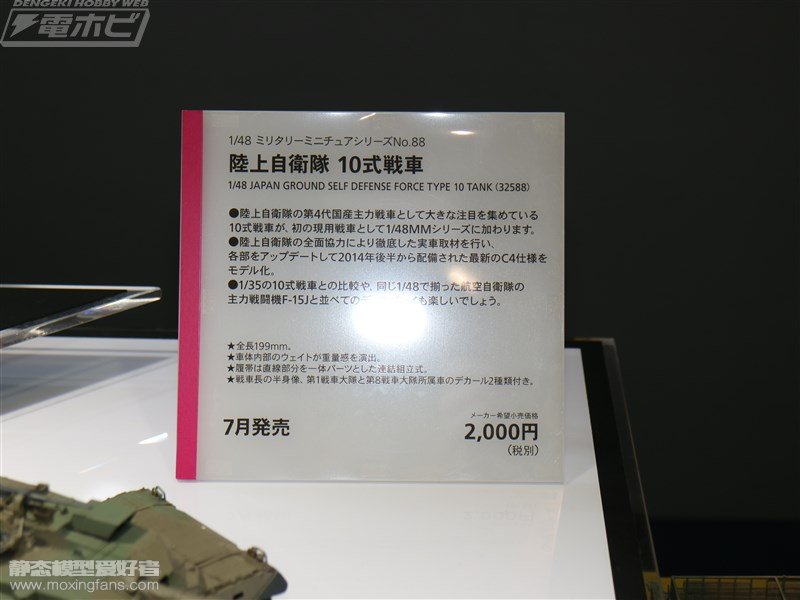 DENGEKI HOBBY WEB
電ホビ
1/48 ミリタリーミニチュアシリーズNo.88
陸上自衛隊 10式戦車
1/48 JAPAN GROUND SELF DEFENSE FORCE TYPE 10 TANK (32588)
●陸上自衛隊の第4代国産主力戦車として大きな注目を集めている
10式戦車が、初の現用戦車として1/48MMシリーズに加わります。
●陸上自衛隊の全面協力により徹底した実車取材を行い、
各部をアップデートして2014年後半から配備された最新のC4仕様を
モデル化。
●1/35の10式戦車との比較や、同じ1/48で揃った航空自衛隊の
主力戦闘機F-15Jと並べてのも楽しいでしょう。
★全長199mm。
★車体内部のウェイトが重量感を演出。
★履帯は直線部分を一体パーツとした連結組立式。
★戦車長の半身像、第1戦車大隊と第8戦車大隊所属車のデカール2種類付き。
7月発売
メーカー希望小売価格
2,000円
(税別)
静态模型爱好者
www.moxingfans.com